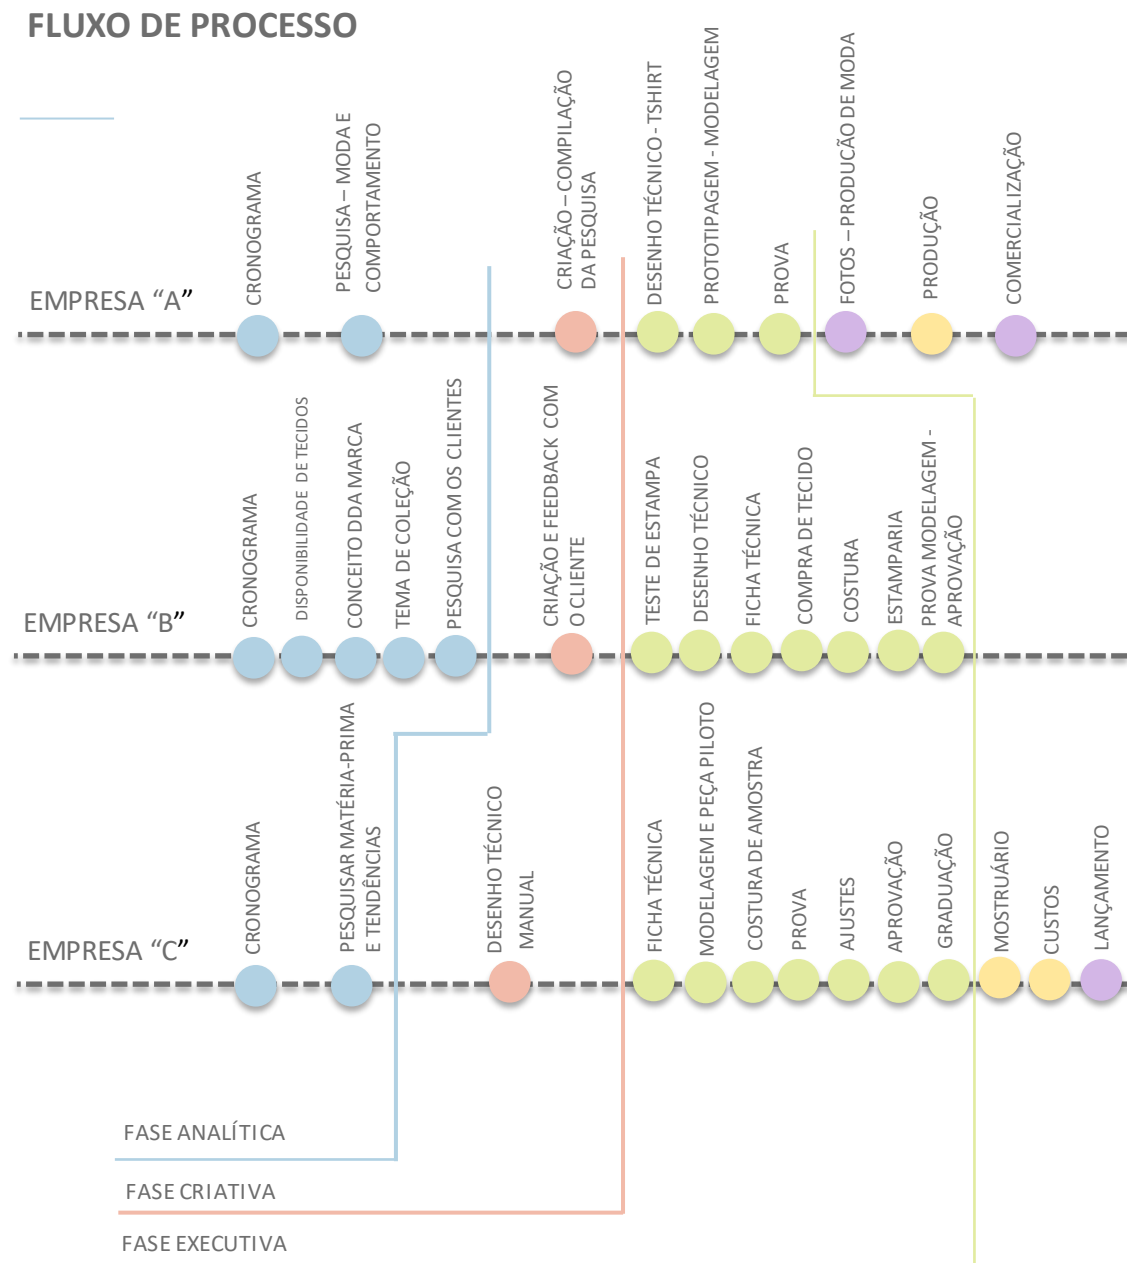 FLUXO DE PROCESSO
EMPRESA “A”
CRONOGRAMA
PESQUISA – MODA E
COMPORTAMENTO
CRIAÇÃO – COMPILAÇÃO
DA PESQUISA
DESENHO TÉCNICO - TSHIRT
PROTOTIPAGEM - MODELAGEM
PROVA
FOTOS – PRODUCÃO DE MODA
PRODUÇÃO
COMERCIALIZAÇÃO
EMPRESA “B”
CRONOGRAMA
DISPONIBILIDADE DE TECIDOS
CONCEITO DDA MARCA
TEMA DE COLEÇÃO
PESQUISA COM OS CLIENTES
CRIAÇÃO E FEEDBACK COM
O CLIENTE
TESTE DE ESTAMPA
DESENHO TÉCNICO
FICHA TÉCNICA
COMPRA DE TECIDO
COSTURA
ESTAMPARIA
PROVA MODELAGEM -
APROVAÇÃO
EMPRESA “C”
CRONOGRAMA
PESQUISAR MATÉRIA-PRIMA
E TENDÊNCIAS
DESENHO TÉCNICO
MANUAL
FICHA TÉCNICA
MODELAGEM E PEÇA PILOTO
COSTURA DE AMOSTRA
PROVA
AJUSTES
APROVAÇÃO
GRADUAÇÃO
MOSTRUÁRIO
CUSTOS
LANÇAMENTO
FASE ANALÍTICA
FASE CRIATIVA
FASE EXECUTIVA